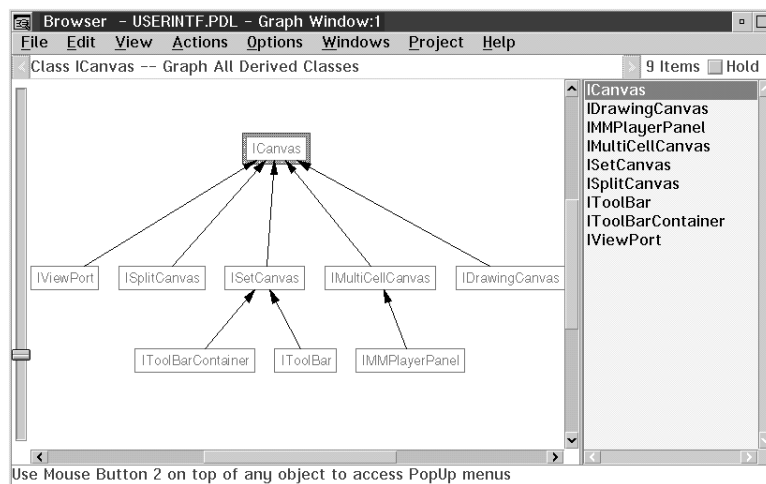 Browser - USERINTF.PDL - Graph Window:1
File Edit View Actions Options Windows Project Help
Class ICanvas -- Graph All Derived Classes
9 Items Hold
ICanvas
IViewPort ISplitCanvas ISetCanvas IMultiCellCanvas IDrawingCanvas
IToolBarContainer IToolBar IMMPlayerPanel
ICanvas
IDrawingCanvas
IMMPlayerPanel
IMultiCellCanvas
ISetCanvas
ISplitCanvas
IToolBar
IToolBarContainer
IViewPort
Use Mouse Button 2 on top of any object to access PopUp menus